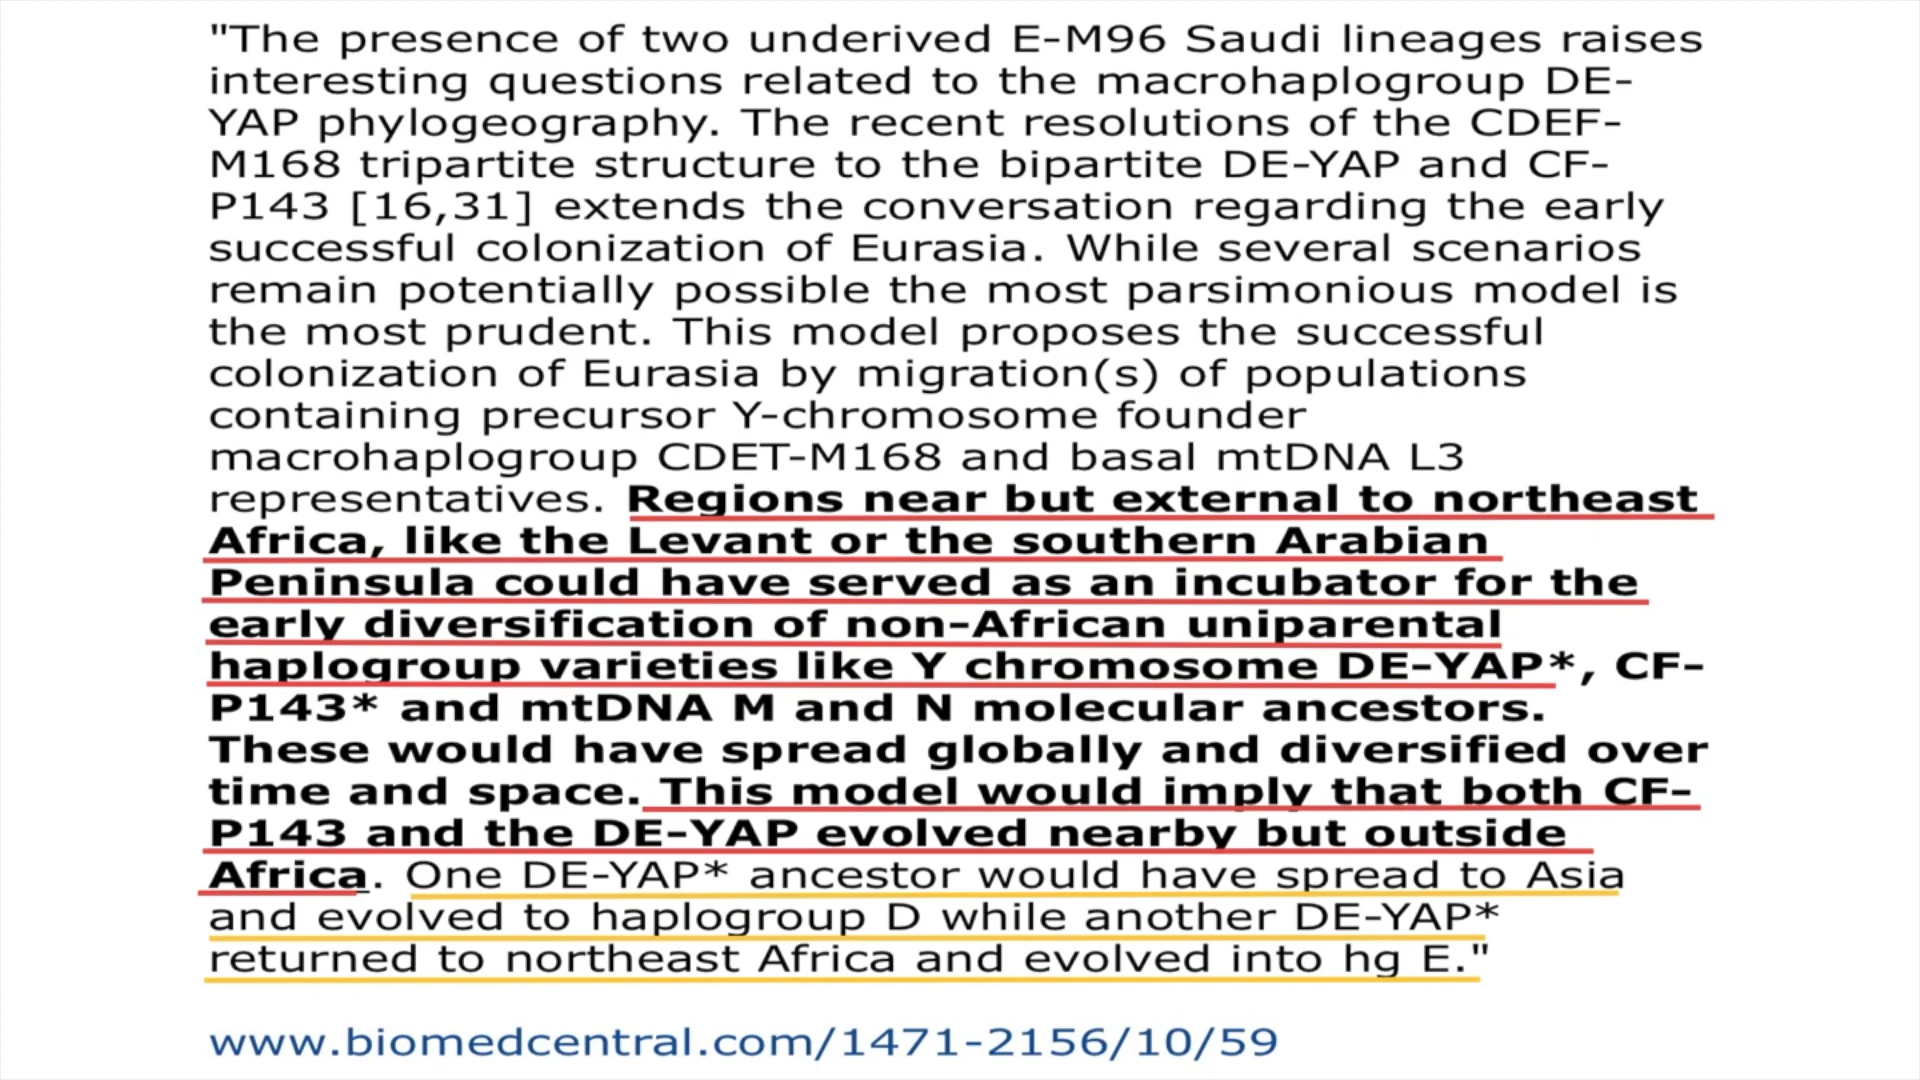 "The presence of two underived E-M96 Saudi lineages raises
interesting questions related to the macrohaplogroup DE-
YAP phylogeography. The recent resolutions of the CDEF-
M168 tripartite structure to the bipartite DE-YAP and CF-
P143 [16,31] extends the conversation regarding the early
successful colonization of Eurasia. While several scenarios
remain potentially possible the most parsimonious model is
the most prudent. This model proposes the successful
colonization of Eurasia by migration(s) of populations
containing precursor Y-chromosome founder
macrohaplogroup CDET-M168 and basal mtDNA L3
representatives. Regions near but external to northeast
Africa, like the Levant or the southern Arabian
Peninsula could have served as an incubator for the
early diversification of non-African uniparental
haplogroup varieties like Y chromosome DE-YAP*, CF-
P143* and mtDNA M and N molecular ancestors.
These would have spread globally and diversified over
time and space. This model would imply that both CF-
P143 and the DE-YAP evolved nearby but outside
Africa. One DE-YAP* ancestor would have spread to Asia
and evolved to haplogroup D while another DE-YAP*
returned to northeast Africa and evolved into hg E."
www.biomedcentral.com/1471-2156/10/59